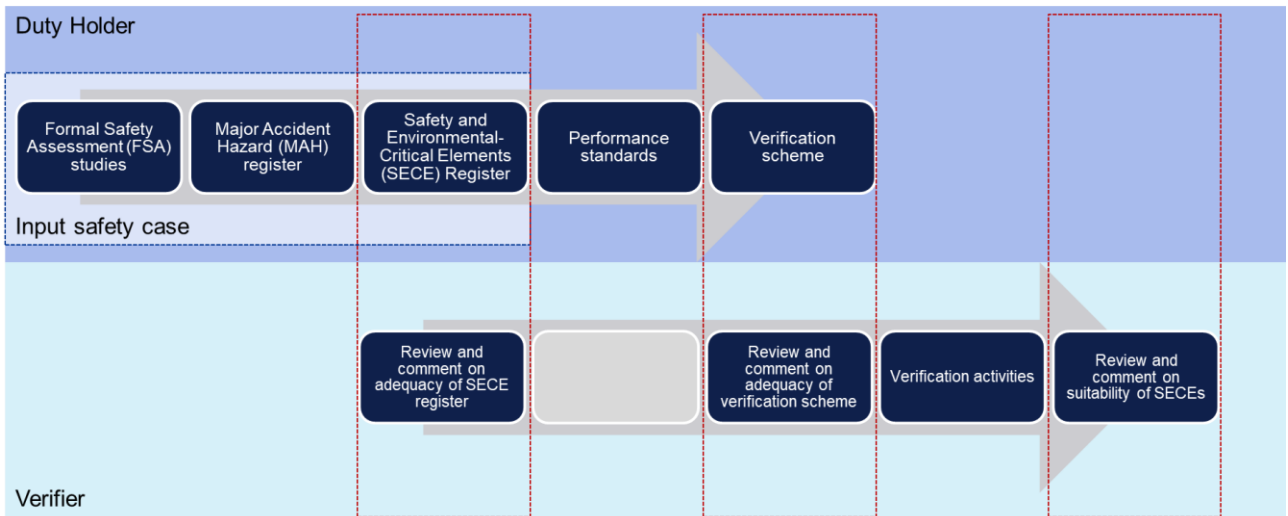 Duty Holder
Formal Safety
Assessment (FSA)
studies
Major Accident
Hazard (MAH)
register
Safety and
Environmental-
Critical Elements
(SECE) Register
Performance
standards
Verification
scheme
Input safety case
Review and
comment on
adequacy of SECE
register
Review and
comment on
adequacy of
verification scheme
Verification activities
Review and
comment on
suitability of SECEs
Verifier